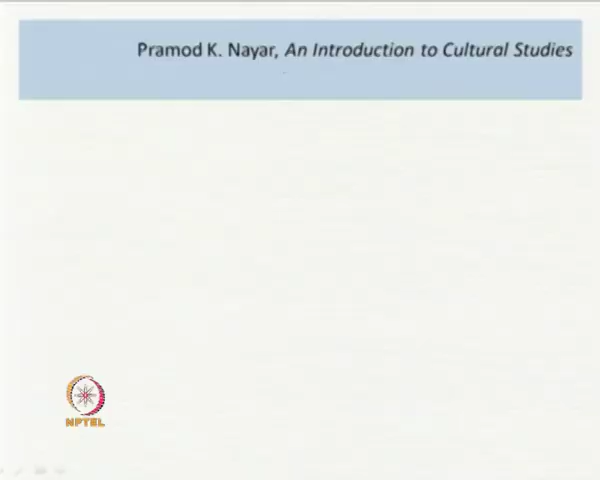 Pramod K. Nayar, An Introduction to Cultural Studies
NPTEL